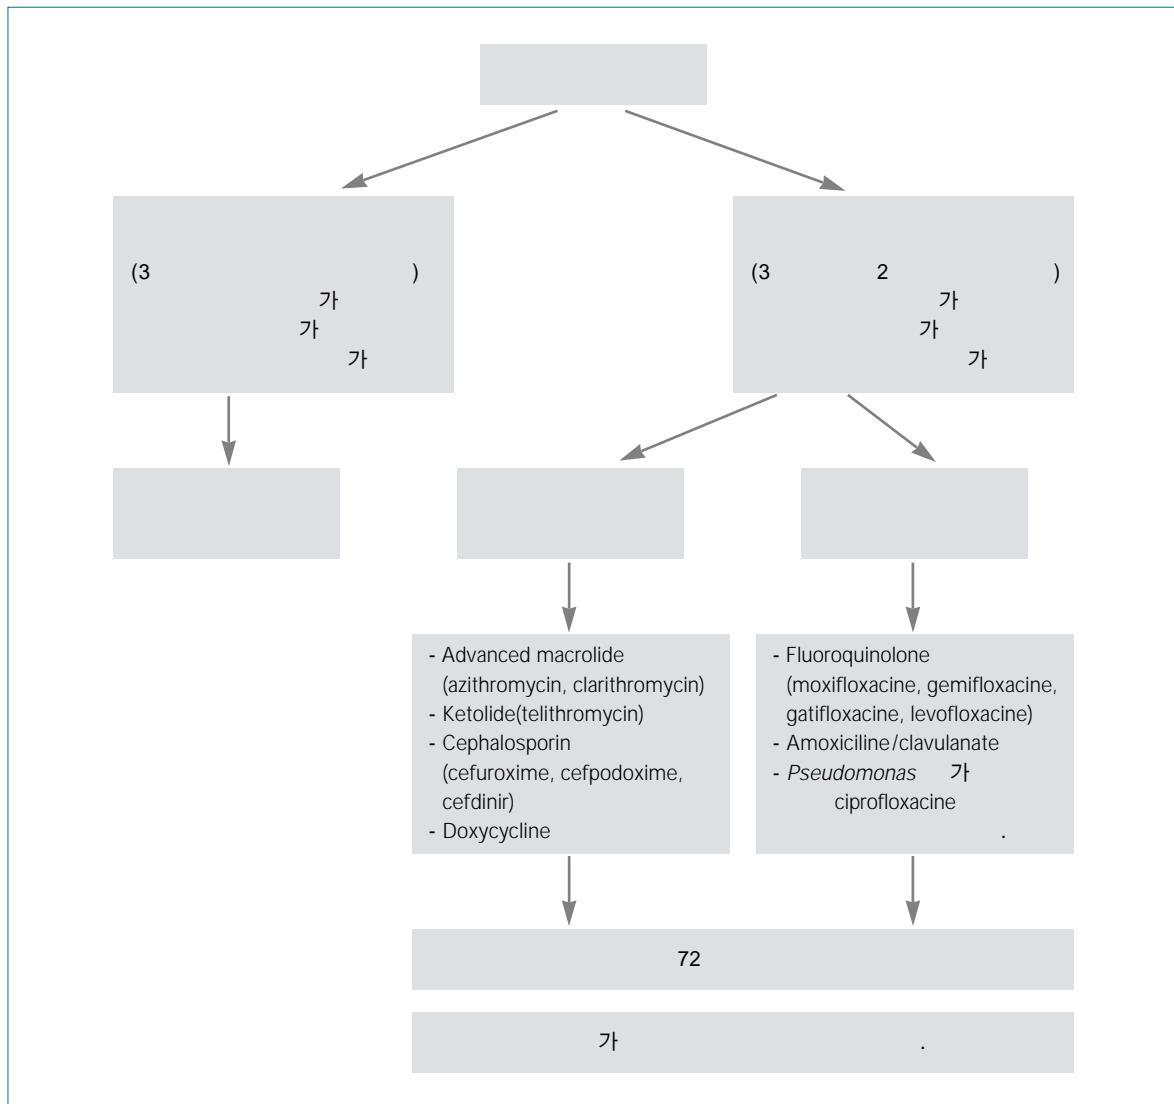 (3 )
가
가
가
(3 2 )
가
가
가
- Advanced macrolide
(azithromycin, clarithromycin)
- Ketolide(telithromycin)
- Cephalosporin
(cefuroxime, cefpodoxime,
cefdinir)
- Doxycycline
- Fluoroquinolone
(moxifloxacine, gemifloxacine,
gatifloxacine, levofloxacine)
- Amoxiciline/clavulanate
- Pseudomonas 가
ciprofloxacine
.
72
가 .